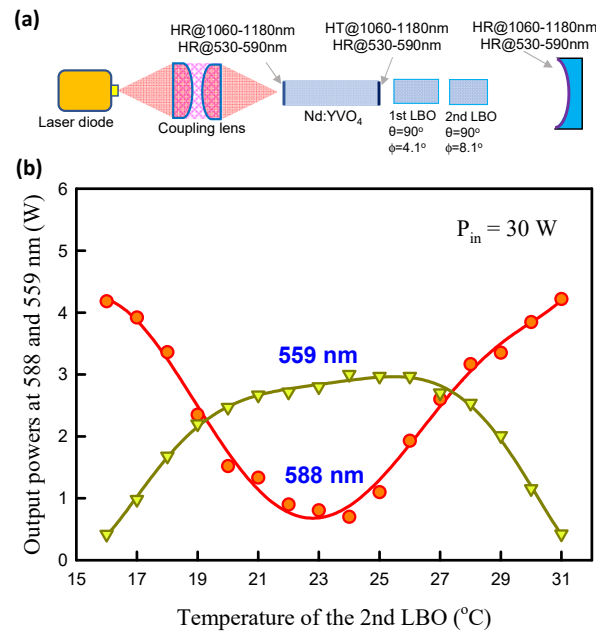 (a)
HR@1060-1180nm
HR@530-590nm
HT@1060-1180nm
HR@530-590nm
HR@1060-1180nm
HR@530-590nm
Laser diode
Coupling lens
Nd:YVO₄
1st LBO
θ=90°
ϕ=4.1°
2nd LBO
θ=90°
ϕ=8.1°
(b)
Output powers at 588 and 559 nm (W)
6
5
4
3
2
1
0
P_in = 30 W
559 nm
588 nm
15 17 19 21 23 25 27 29 31
Temperature of the 2nd LBO (°C)